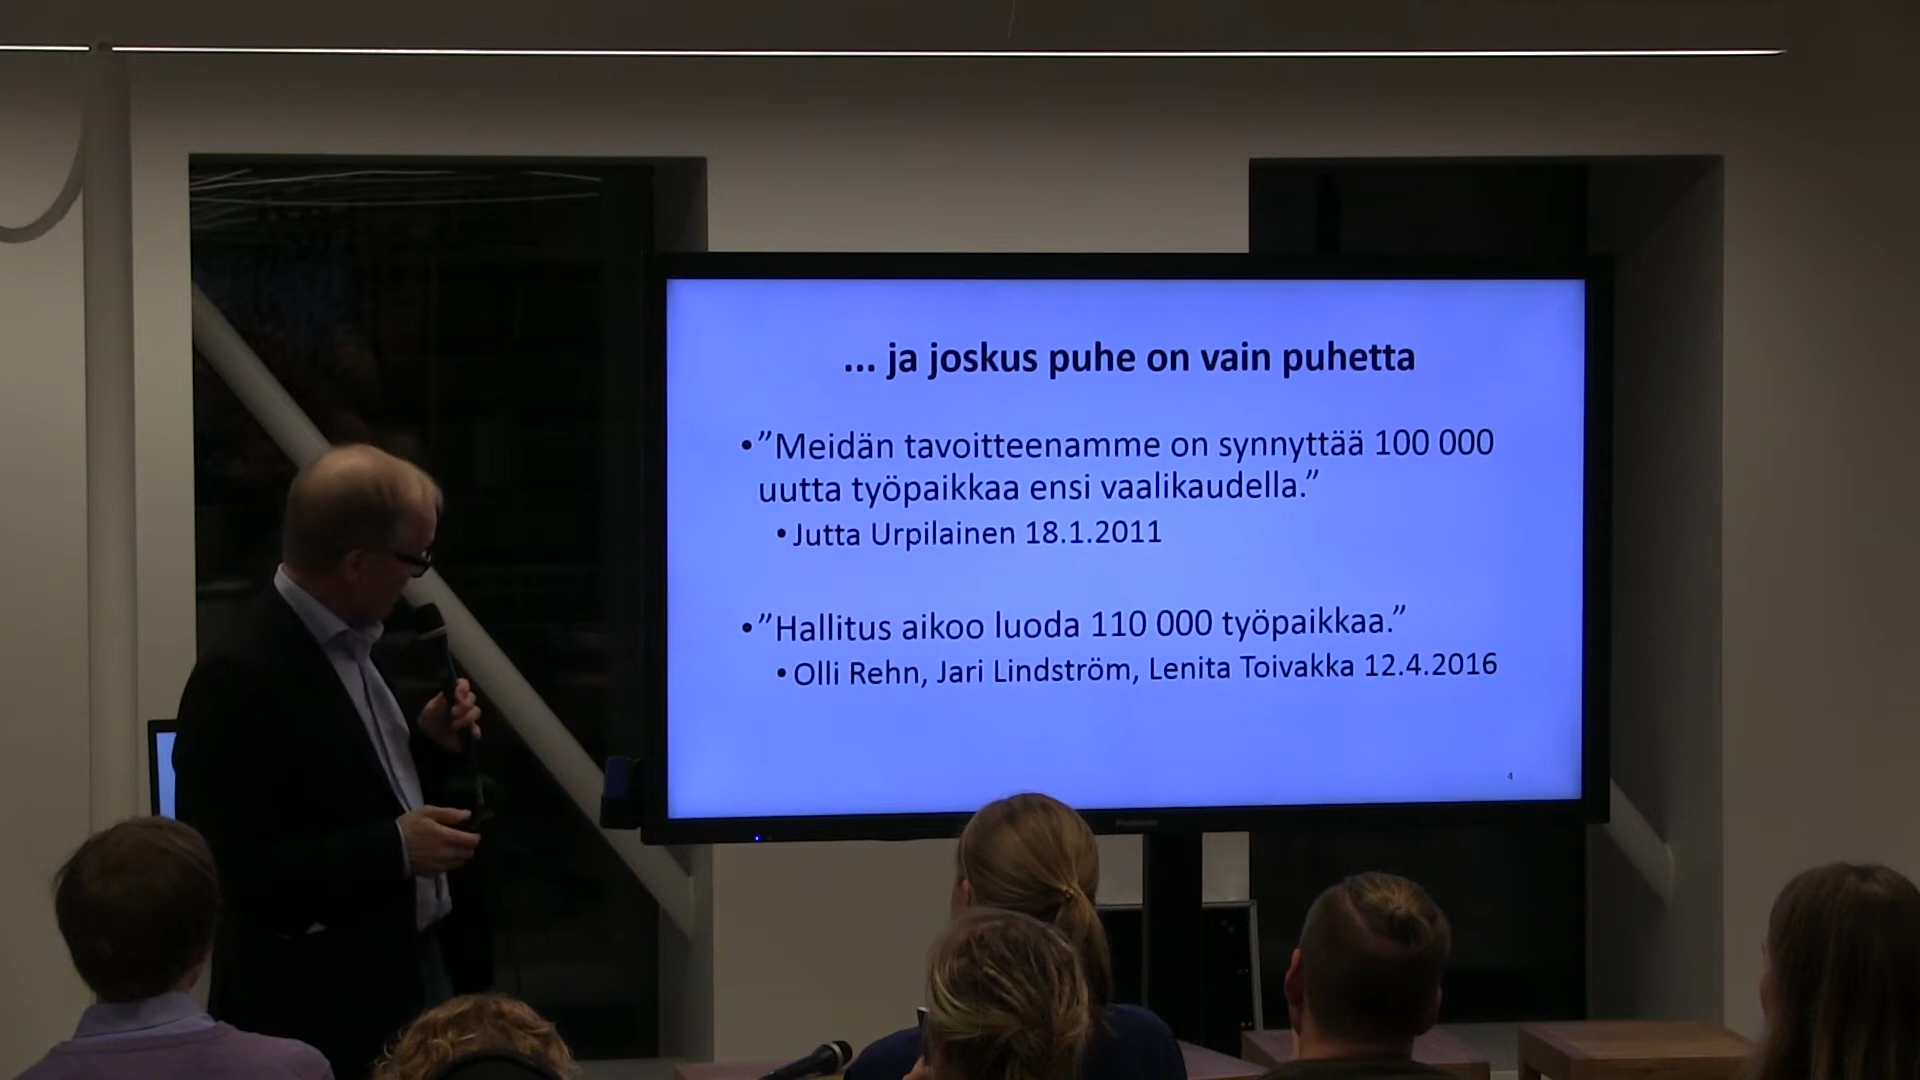 ... ja joskus puhe on vain puhetta
•”Meidän tavoitteenamme on synnyttää 100 000
uutta työpaikkaa ensi vaalikaudella.”
•Jutta Urpilainen 18.1.2011
•”Hallitus aikoo luoda 110 000 työpaikkaa.”
•Olli Rehn, Jari Lindström, Lenita Toivakka 12.4.2016
4
Panasonic